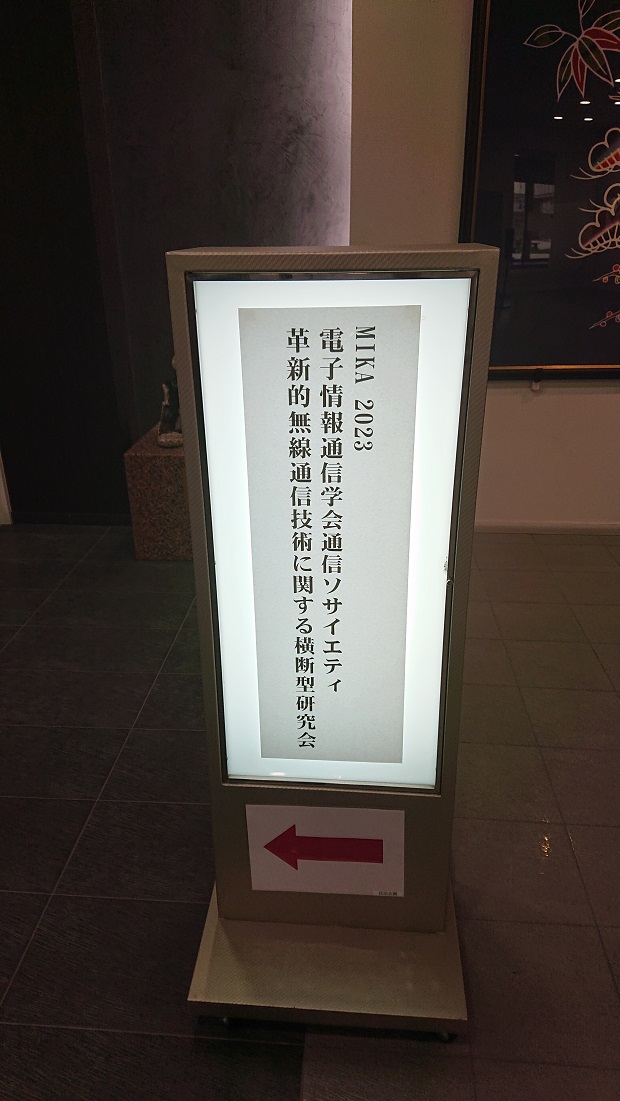 MIKA 2023
電子情報通信学会通信ソサイエティ
革新的無線通信技術に関する横断型研究会